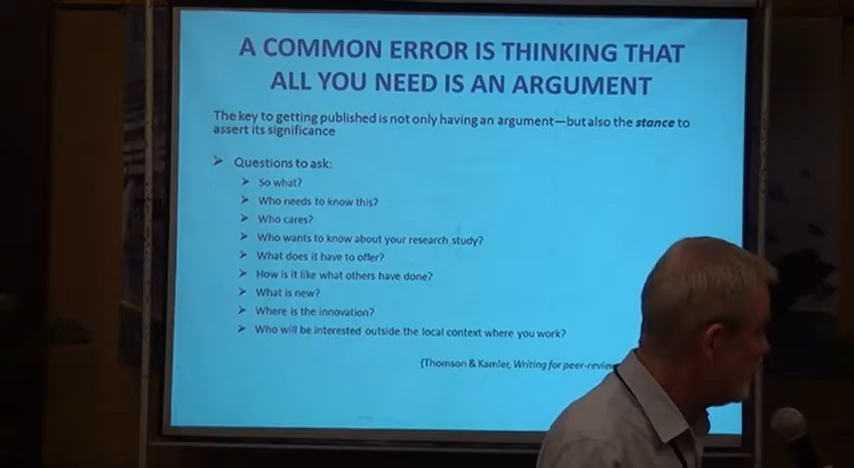 A COMMON ERROR IS THINKING THAT
ALL YOU NEED IS AN ARGUMENT
The key to getting published is not only having an argument—but also the stance to
assert its significance
Questions to ask:
So what?
Who needs to know this?
Who cares?
Who wants to know about your research study?
What does it have to offer?
How is it like what others have done?
What is new?
Where is the innovation?
Who will be interested outside the local context where you work?
(Thomson & Kamler, Writing for peer-review